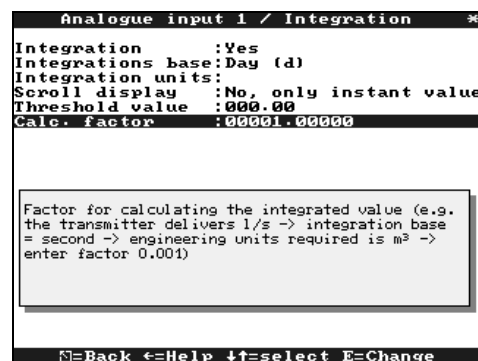 Analogue input 1 / Integration *
Integration :Yes
Integrations base:Day (d)
Integration units:
Scroll display :No, only instant value
Threshold value :000.00
Calc. factor :00001.00000
Factor for calculating the integrated value (e.g.
the transmitter delivers l/s -> integration base
= second -> engineering units required is m³ ->
enter factor 0.001)
=Back ←=Help ↓↑=select E=Change